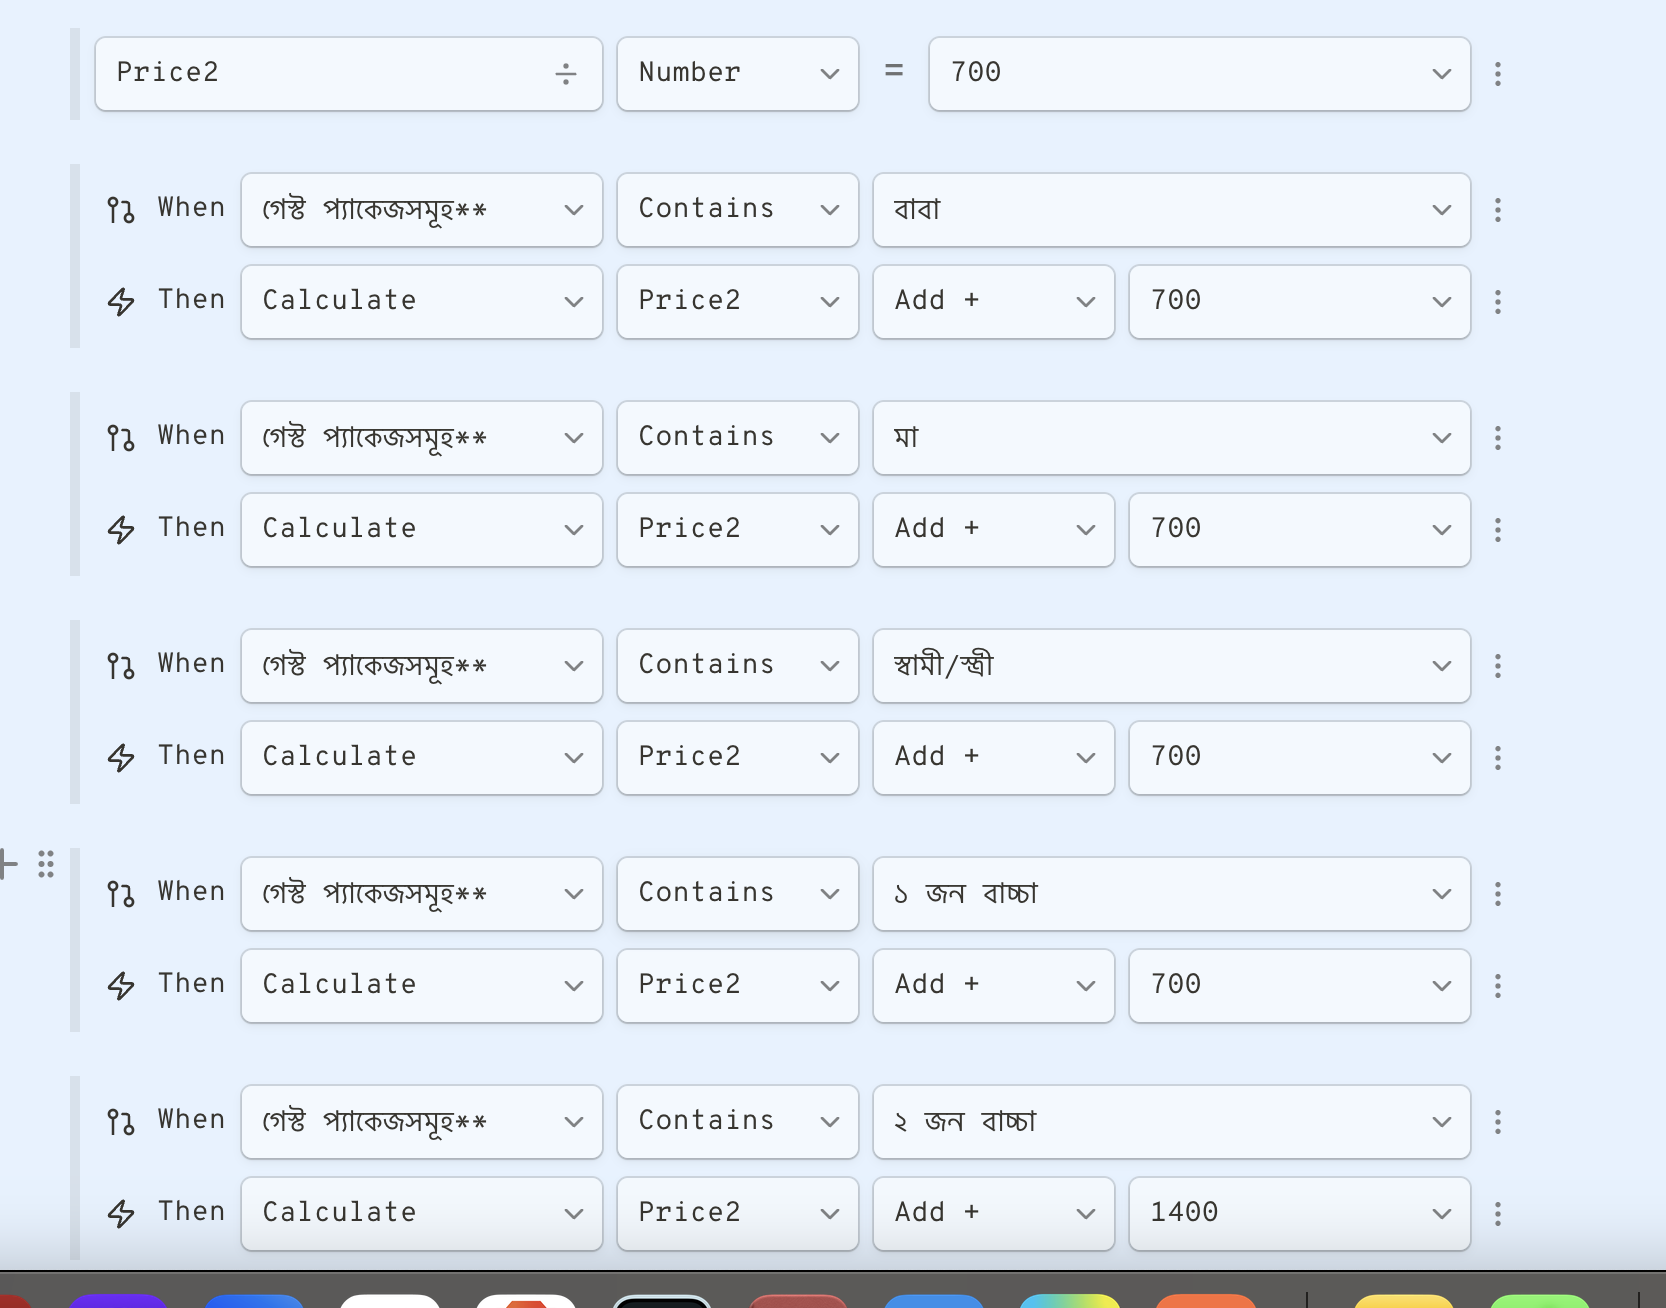 Price2 ÷ Number = 700
When গেস্ট প্যাকেজসমূহ** Contains বাবা
Then Calculate Price2 Add + 700
When গেস্ট প্যাকেজসমূহ** Contains মা
Then Calculate Price2 Add + 700
When গেস্ট প্যাকেজসমূহ** Contains স্বামী/স্ত্রী
Then Calculate Price2 Add + 700
When গেস্ট প্যাকেজসমূহ** Contains ১ জন বাচ্চা
Then Calculate Price2 Add + 700
When গেস্ট প্যাকেজসমূহ** Contains ২ জন বাচ্চা
Then Calculate Price2 Add + 1400